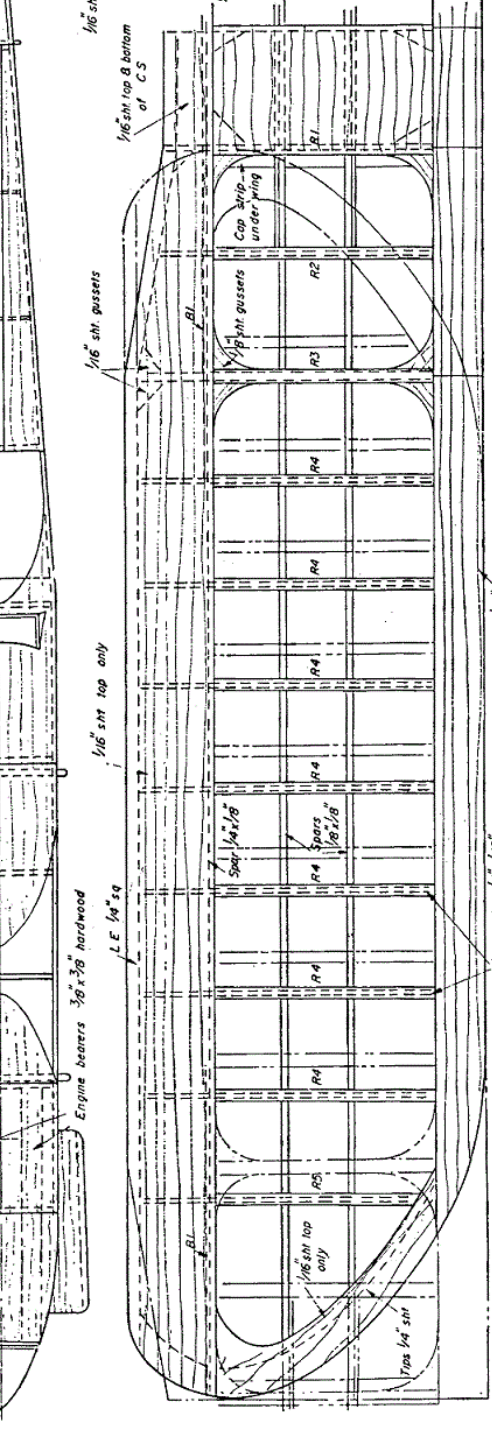 1/16" sh
1/16" sht. top & bottom
of C S
R1.
Cap strip
under wing
R2
1/16" sht. gussets
B1
1/8 sht. gussets
R3
R4
R4
1/16" sht top only
R4
R4
Spar 1/4" x 1/8"
Spars
1/8" x 1/8"
L E 1/4" sq
R4
Engine bearers 3/8" x 3/8" hardwood
R4
R4
R5
B1
1/16" sht top
only
Tips 1/4" sht